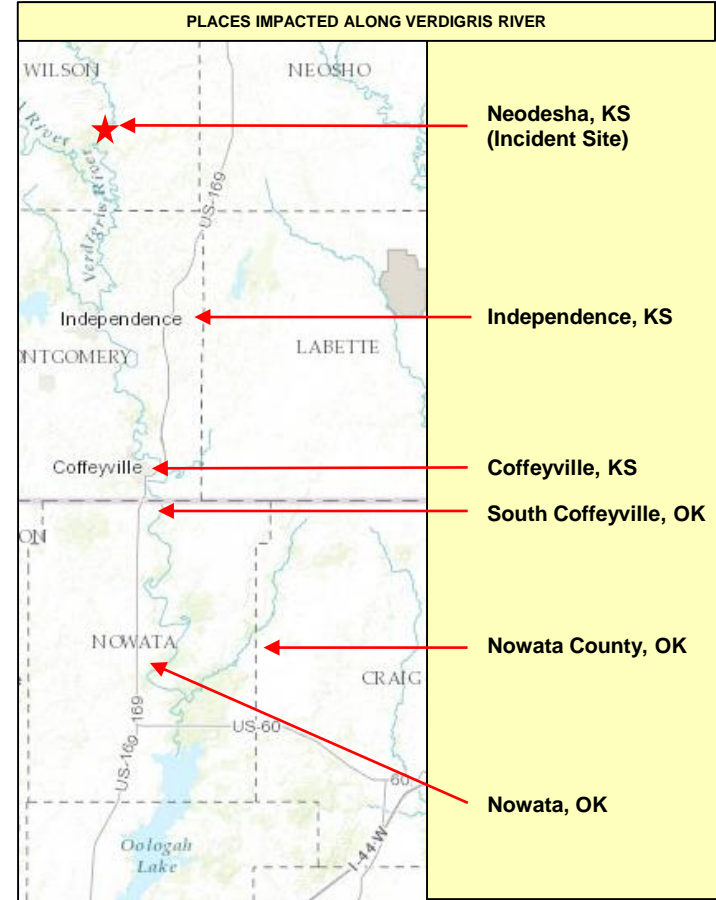 PLACES IMPACTED ALONG VERDIGRIS RIVER
WILSON
NEOSHO
River
Verdigris River
US-169
Neodesha, KS
(Incident Site)
Independence
Independence, KS
NTGOMERY
LABETTE
Coffeyville
Coffeyville, KS
South Coffeyville, OK
ON
NOWATA
Nowata County, OK
CRAIG
US-169
169
US-60
60
Nowata, OK
Oologah
Lake
I-44-W